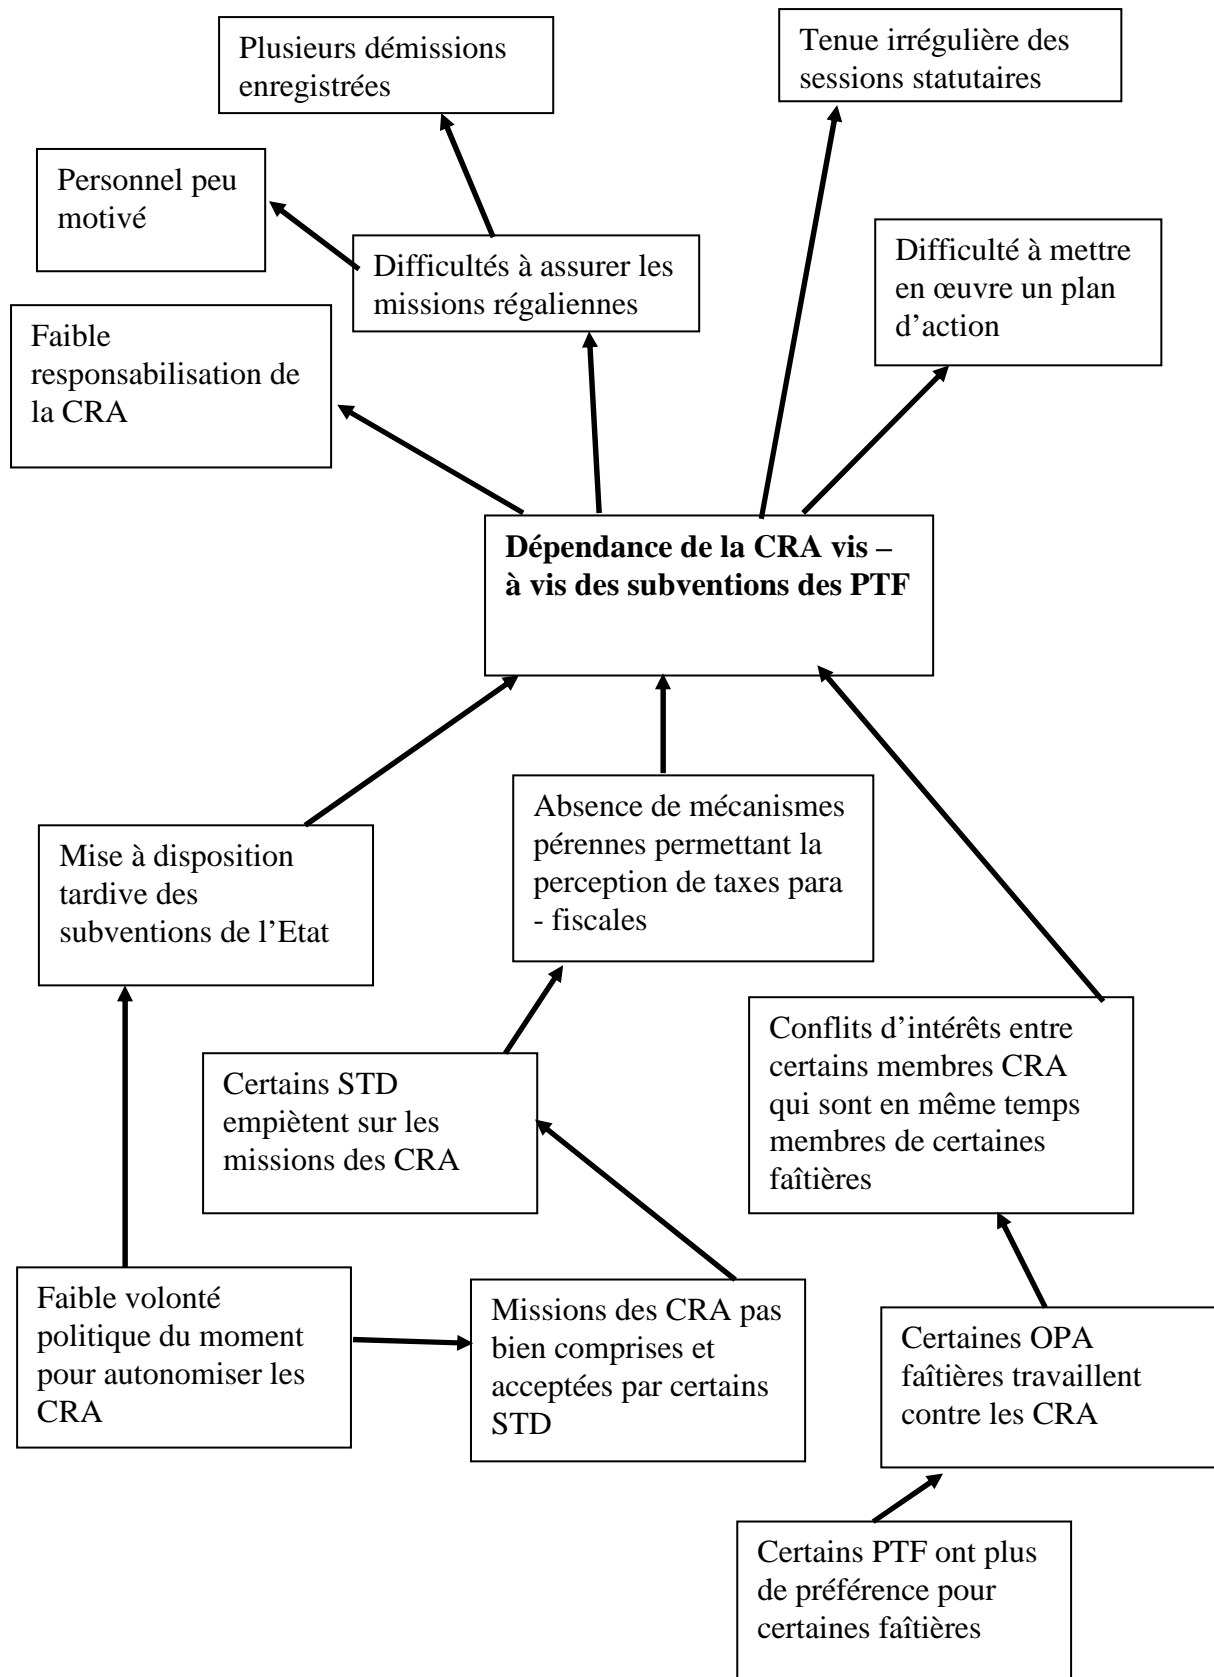 Plusieurs démissions
enregistrées
Tenue irrégulière des
sessions statutaires
Personnel peu
motivé
Difficultés à assurer les
missions régaliennes
Difficulté à mettre
en œuvre un plan
d’action
Faible
responsabilisation de
la CRA
Dépendance de la CRA vis –
à vis des subventions des PTF
Mise à disposition
tardive des
subventions de l’Etat
Absence de mécanismes
pérennes permettant la
perception de taxes para
- fiscales
Conflits d’intérêts entre
certains membres CRA
qui sont en même temps
membres de certaines
faîtières
Certains STD
empiètent sur les
missions des CRA
Faible volonté
politique du moment
pour autonomiser les
CRA
Missions des CRA pas
bien comprises et
acceptées par certains
STD
Certaines OPA
faîtières travaillent
contre les CRA
Certains PTF ont plus
de préférence pour
certaines faîtières